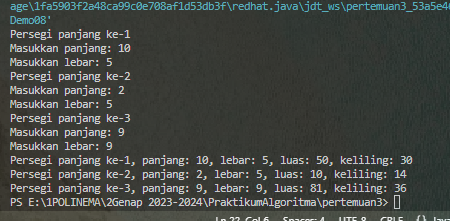 age\1fa5903f2a48ca99c0e708af1d53db3f\redhat.java\jdt_ws\pertemuan3_53a5e46
Demo08'
Persegi panjang ke-1
Masukkan panjang: 10
Masukkan lebar: 5
Persegi panjang ke-2
Masukkan panjang: 2
Masukkan lebar: 5
Persegi panjang ke-3
Masukkan panjang: 9
Masukkan lebar: 9
Persegi panjang ke-1, panjang: 10, lebar: 5, luas: 50, keliling: 30
Persegi panjang ke-2, panjang: 2, lebar: 5, luas: 10, keliling: 14
Persegi panjang ke-3, panjang: 9, lebar: 9, luas: 81, keliling: 36
PS E:\1POLINEMA\2Genap 2023-2024\PraktikumAlgoritma\pertemuan3>
Ln 22, Col 6 Spaces: 4 UTF-8 CRLF {} Java